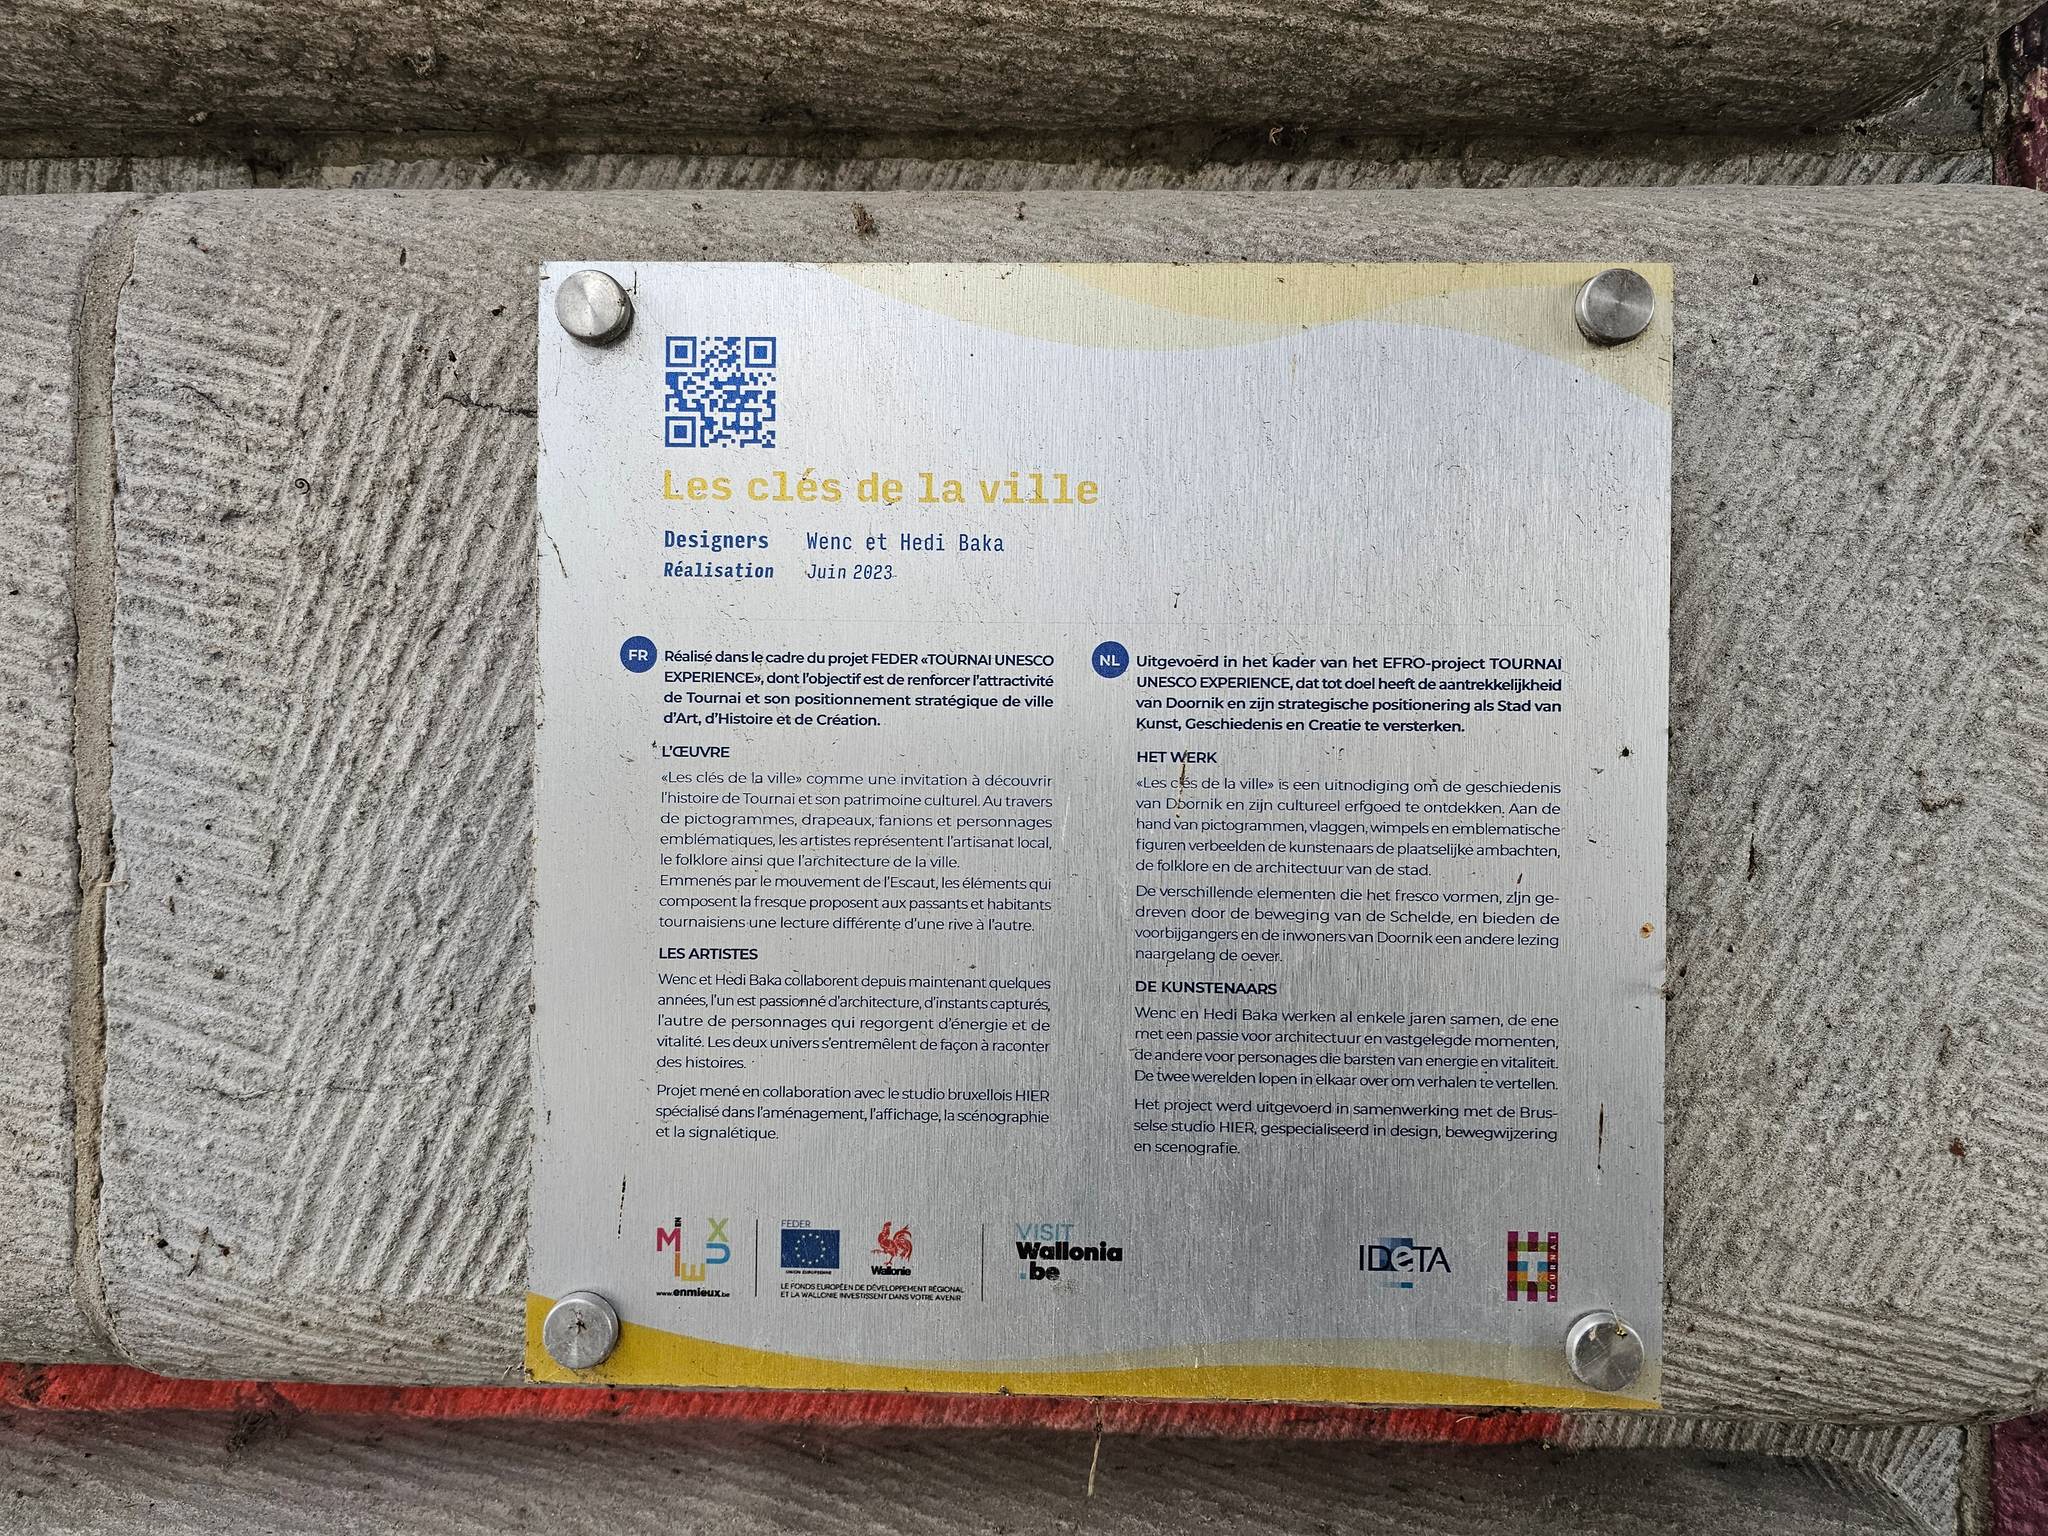 Les clés de la ville
Designers Wenc et Hedi Baka
Réalisation Juin 2023
FR
Réalisé dans le cadre du projet FEDER «TOURNAI UNESCO
EXPERIENCE», dont l'objectif est de renforcer l'attractivité
de Tournai et son positionnement stratégique de ville
d'Art, d'Histoire et de Création.
L'ŒUVRE
«Les clés de la ville» comme une invitation à découvrir
l'histoire de Tournai et son patrimoine culturel. Au travers
de pictogrammes, drapeaux, fanions et personnages
emblématiques, les artistes représentent l'artisanat local,
le folklore ainsi que l'architecture de la ville.
Emmenés par le mouvement de l'Escaut, les éléments qui
composent la fresque proposent aux passants et habitants
tournaisiens une lecture différente d'une rive à l'autre.
LES ARTISTES
Wenc et Hedi Baka collaborent depuis maintenant quelques
années, l'un est passionné d'architecture, d'instants capturés,
l'autre de personnages qui regorgent d'énergie et de
vitalité. Les deux univers s'entremêlent de façon à raconter
des histoires.
Projet mené en collaboration avec le studio bruxellois HIER
spécialisé dans l'aménagement, l'affichage, la scénographie
et la signalétique.
NL
Uitgevoerd in het kader van het EFRO-project TOURNAI
UNESCO EXPERIENCE, dat tot doel heeft de aantrekkelijkheid
van Doornik en zijn strategische positionering als Stad van
Kunst, Geschiedenis en Creatie te versterken.
HET WERK
«Les clés de la ville» is een uitnodiging om de geschiedenis
van Doornik en zijn cultureel erfgoed te ontdekken. Aan de
hand van pictogrammen, vlaggen, wimpels en emblematische
figuren verbeelden de kunstenaars de plaatselijke ambachten,
de folklore en de architectuur van de stad.
De verschillende elementen die het fresco vormen, zijn ge-
dreven door de beweging van de Schelde, en bieden de
voorbijgangers en de inwoners van Doornik een andere lezing
naargelang de oever.
DE KUNSTENAARS
Wenc en Hedi Baka werken al enkele jaren samen, de ene
met een passie voor architectuur en vastgelegde momenten,
de andere voor personages die barsten van energie en vitaliteit.
De twee werelden lopen in elkaar over om verhalen te vertellen.
Het project werd uitgevoerd in samenwerking met de Brus-
selse studio HIER, gespecialiseerd in design, bewegwijzering
en scenografie.
EN MIEUX
www.enmieux.be
FEDER
UNION EUROPEENNE
Wallonie
LE FONDS EUROPÉEN DE DÉVELOPPEMENT RÉGIONAL
ET LA WALLONIE INVESTISSENT DANS VOTRE AVENIR
VISIT
Wallonia
.be
IDETA
TOURNAI